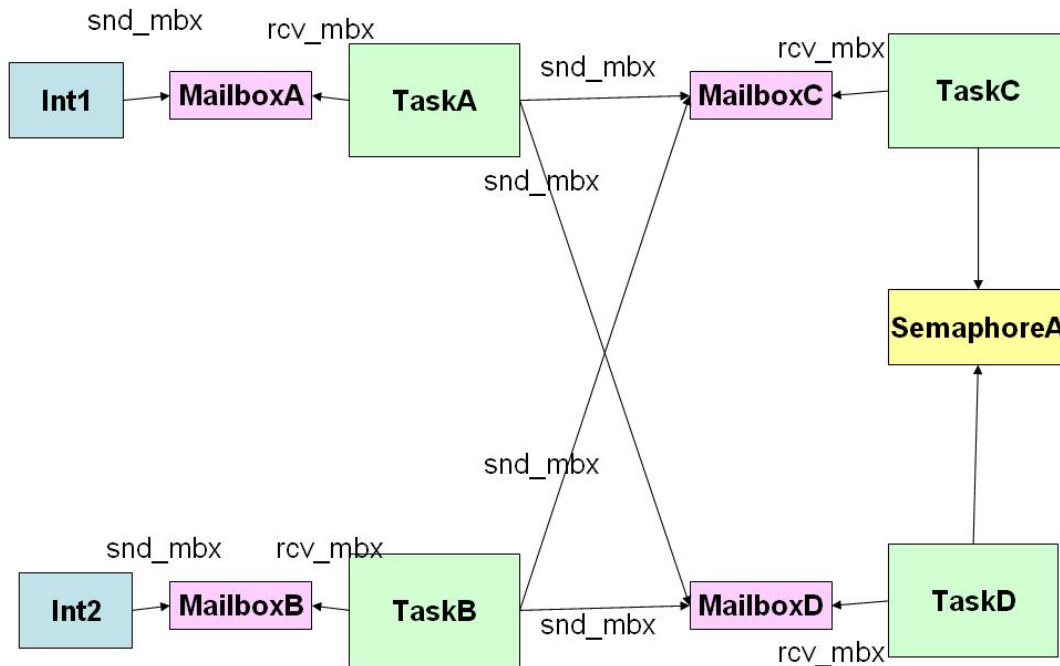 snd_mbx
rcv_mbx
Int1
MailboxA
TaskA
snd_mbx
MailboxC
rcv_mbx
TaskC
snd_mbx
SemaphoreA
snd_mbx
snd_mbx
rcv_mbx
Int2
MailboxB
TaskB
snd_mbx
MailboxD
TaskD
rcv_mbx